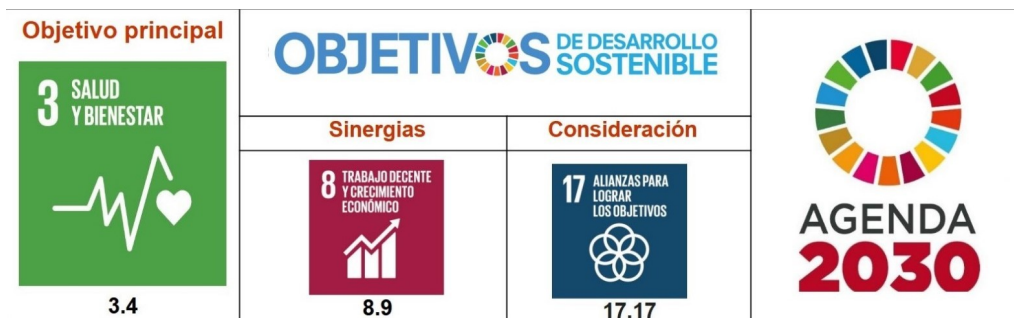 Objetivo principal
3 SALUD
Y BIENESTAR
3.4
OBJETIVOS DE DESARROLLO
SOSTENIBLE
Sinergias
8 TRABAJO DECENTE
Y CRECIMIENTO
ECONÓMICO
8.9
Consideración
17 ALIANZAS PARA
LOGRAR
LOS OBJETIVOS
17.17
AGENDA
2030